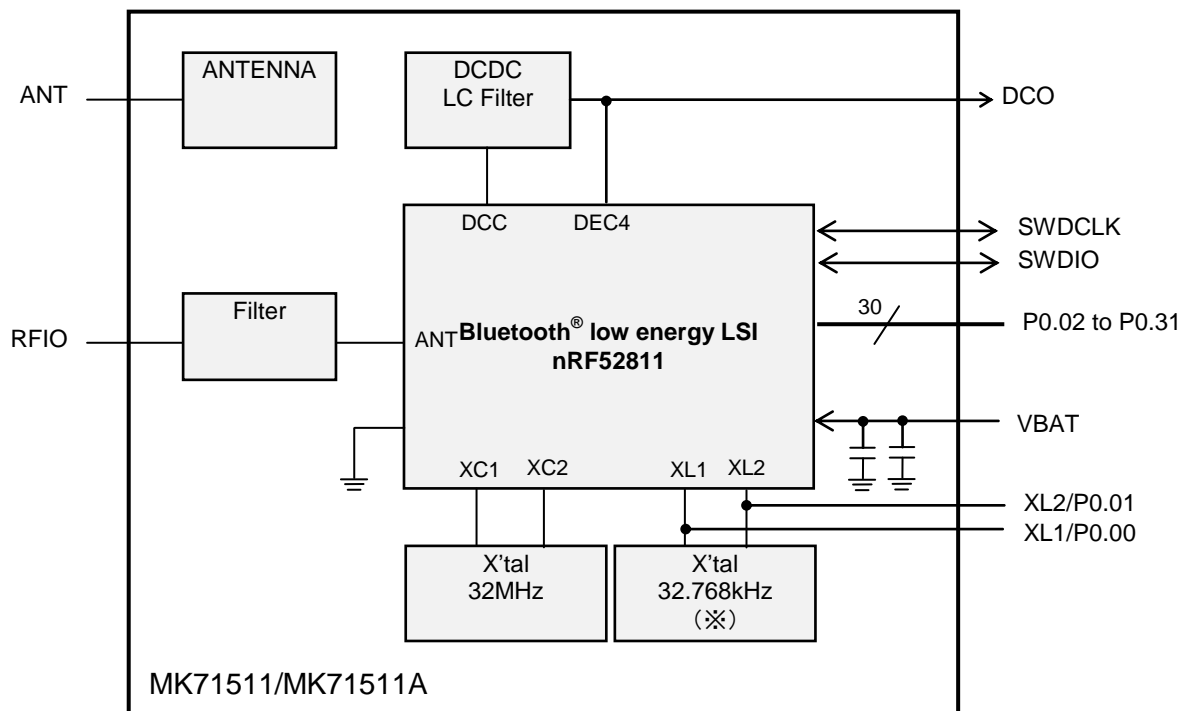 ANTENNA
DCDC
LC Filter
ANT
DCO
DCC
DEC4
SWDCLK
SWDIO
Filter
30
P0.02 to P0.31
RFIO
ANT
Bluetooth® low energy LSI
nRF52811
VBAT
XC1
XC2
XL1
XL2
XL2/P0.01
XL1/P0.00
X'tal
32MHz
X'tal
32.768kHz
(※)
MK71511/MK71511A